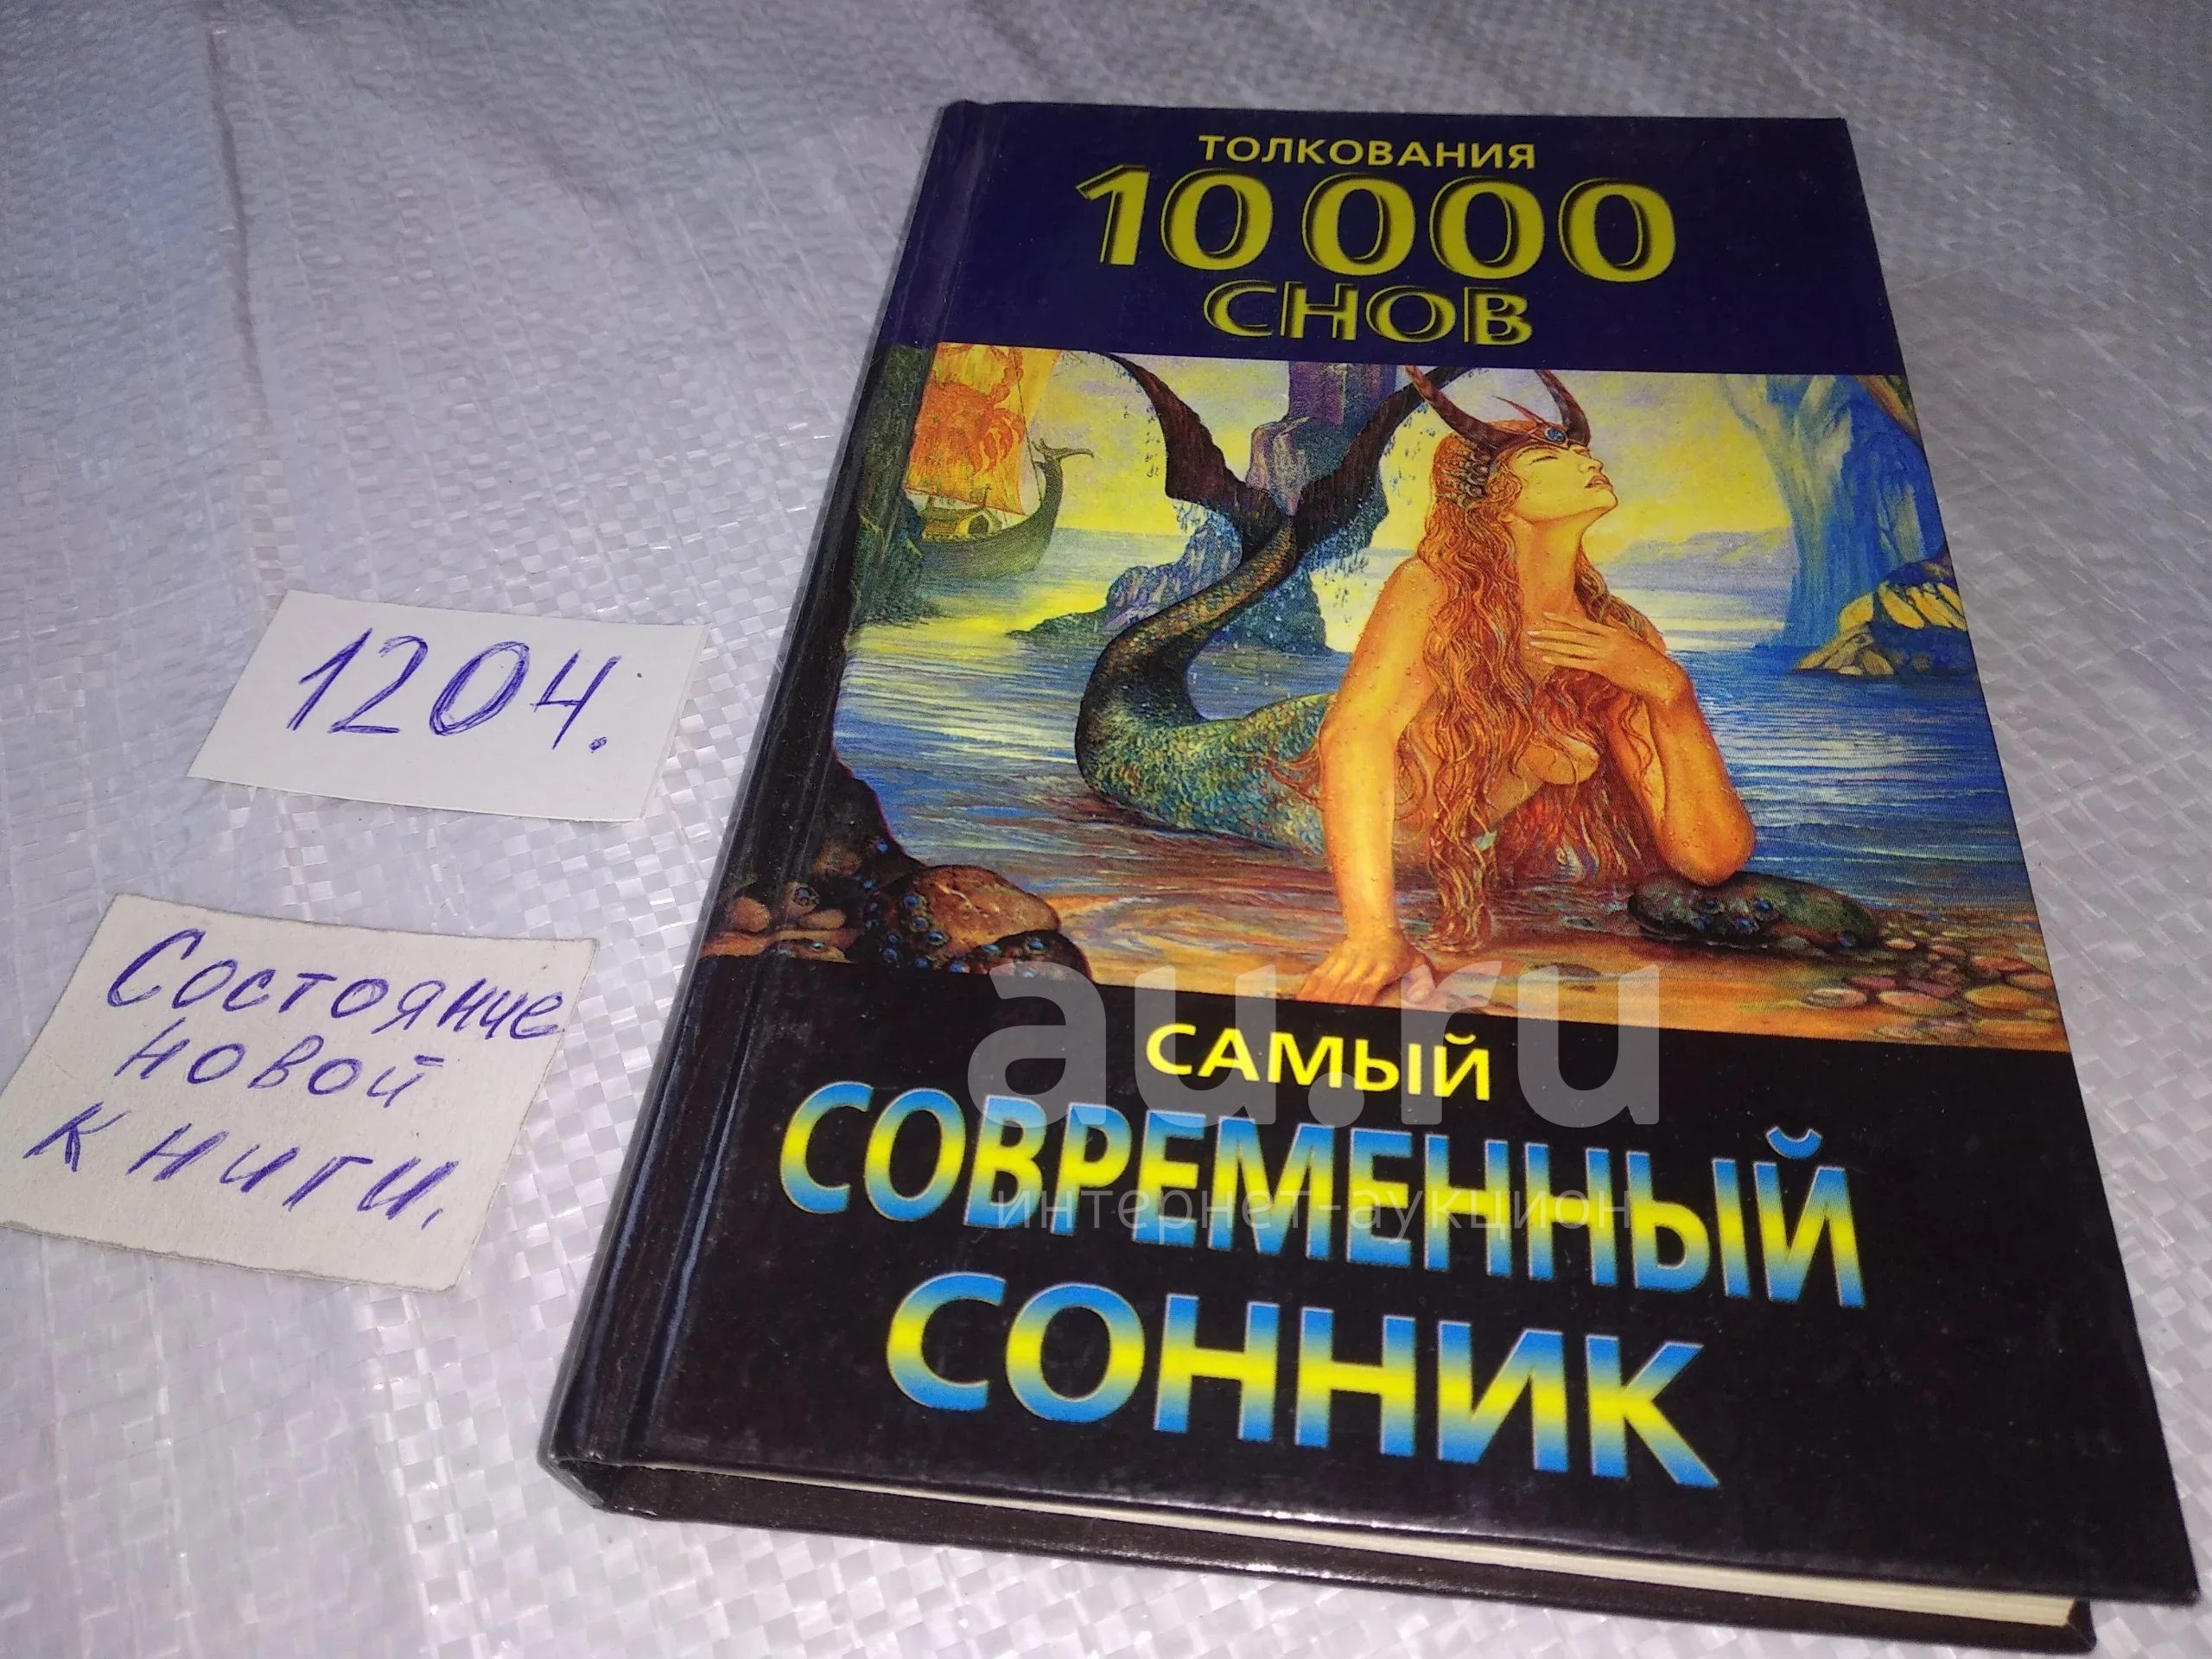 ТОЛКОВАНИЯ
10 000
СНОВ
1204.
Состояние
новой
книги.
au.ru
САМЫЙ
СОВРЕМЕННЫЙ
интернет-аукцион
СОННИК